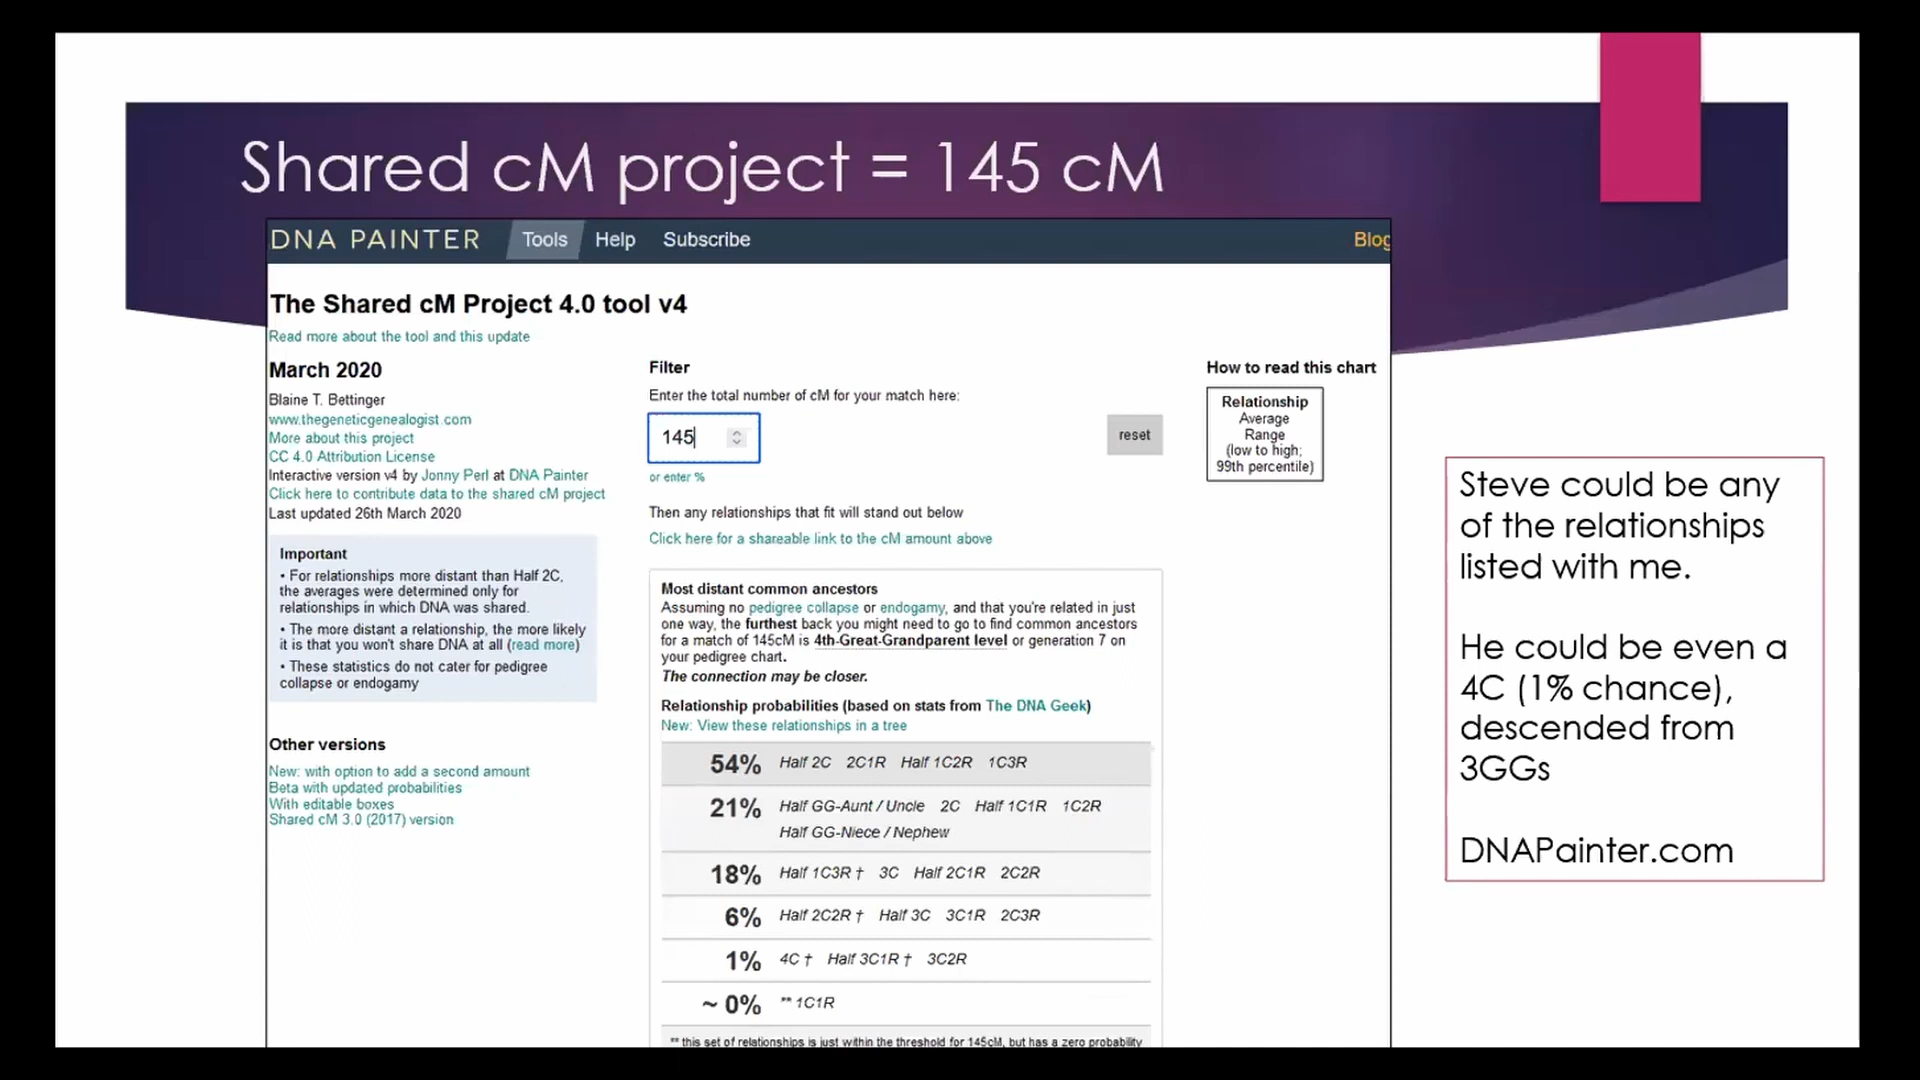 Shared cM project = 145 cM
DNA PAINTER Tools Help Subscribe Blog
The Shared cM Project 4.0 tool v4
Read more about the tool and this update
March 2020
Blaine T. Bettinger
www.thegeneticgenealogist.com
More about this project
CC 4.0 Attribution License
Interactive version v4 by Jonny Perl at DNA Painter
Click here to contribute data to the shared cM project
Last updated 26th March 2020
Important
• For relationships more distant than Half 2C,
the averages were determined only for
relationships in which DNA was shared.
• The more distant a relationship, the more likely
it is that you won't share DNA at all (read more)
• These statistics do not cater for pedigree
collapse or endogamy
Other versions
New: with option to add a second amount
Beta with updated probabilities
With editable boxes
Shared cM 3.0 (2017) version
Filter
Enter the total number of cM for your match here:
145
reset
or enter %
Then any relationships that fit will stand out below
Click here for a shareable link to the cM amount above
Most distant common ancestors
Assuming no pedigree collapse or endogamy, and that you're related in just
one way, the furthest back you might need to go to find common ancestors
for a match of 145cM is 4th-Great-Grandparent level or generation 7 on
your pedigree chart.
The connection may be closer.
Relationship probabilities (based on stats from The DNA Geek)
New: View these relationships in a tree
54% Half 2C 2C1R Half 1C2R 1C3R
21% Half GG-Aunt / Uncle 2C Half 1C1R 1C2R
Half GG-Niece / Nephew
18% Half 1C3R † 3C Half 2C1R 2C2R
6% Half 2C2R † Half 3C 3C1R 2C3R
1% 4C † Half 3C1R † 3C2R
~ 0% ** 1C1R
** this set of relationships is just within the threshold for 145cM, but has a zero probability
How to read this chart
Relationship
Average
Range
(low to high;
99th percentile)
Steve could be any
of the relationships
listed with me.
He could be even a
4C (1% chance),
descended from
3GGs
DNAPainter.com